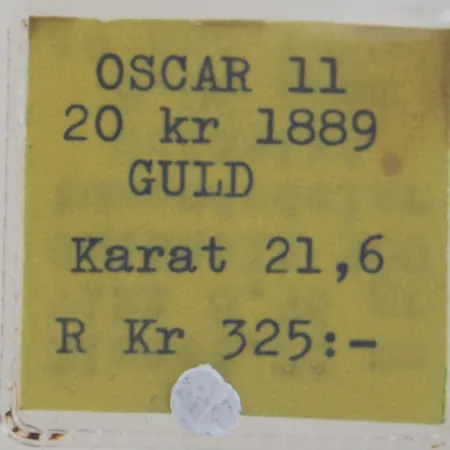 OSCAR 11
20 kr 1889
GULD
Karat 21,6
R Kr 325:-